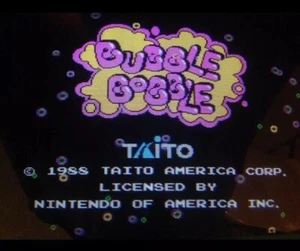 BUBBLE
BOBBLE
TAITO
© 1988 TAITO AMERICA CORP.
LICENSED BY
NINTENDO OF AMERICA INC.